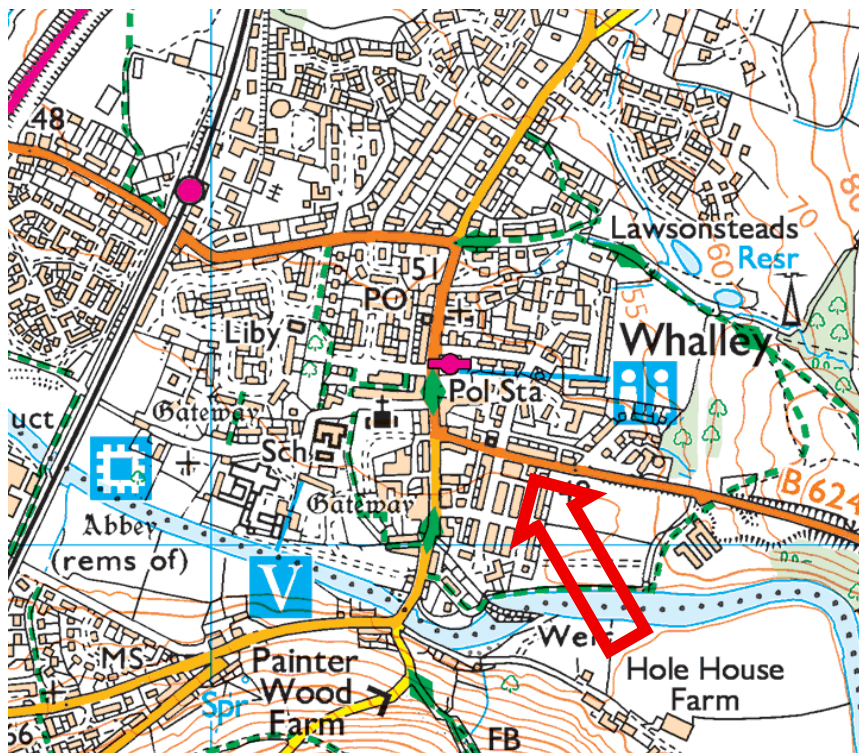 48
Lawsonsteads
80
70
60
Resr
51
PO
55
Liby
Whalley
Pol Sta
Gateway
uct
Sch
B 624
Gateway
Abbey
(rems of)
V
Weir
MS
Painter
Wood
Farm
Hole House
Farm
Spr
FB